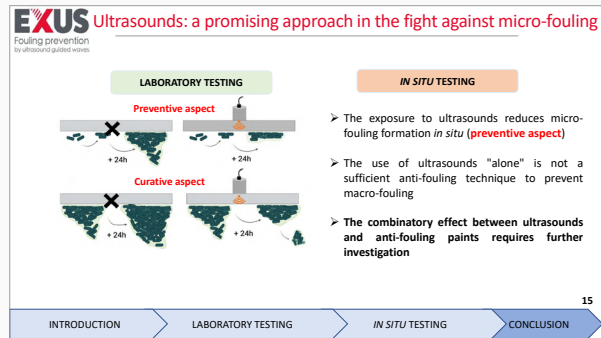 EXUS
Fouling prevention
by ultrasound guided waves
Ultrasounds: a promising approach in the fight against micro-fouling
LABORATORY TESTING
Preventive aspect
+ 24h
+ 24h
Curative aspect
+ 24h
+ 24h
IN SITU TESTING
➢ The exposure to ultrasounds reduces micro-
fouling formation in situ (preventive aspect)
➢ The use of ultrasounds "alone" is not a
sufficient anti-fouling technique to prevent
macro-fouling
➢ The combinatory effect between ultrasounds
and anti-fouling paints requires further
investigation
15
INTRODUCTION
LABORATORY TESTING
IN SITU TESTING
CONCLUSION